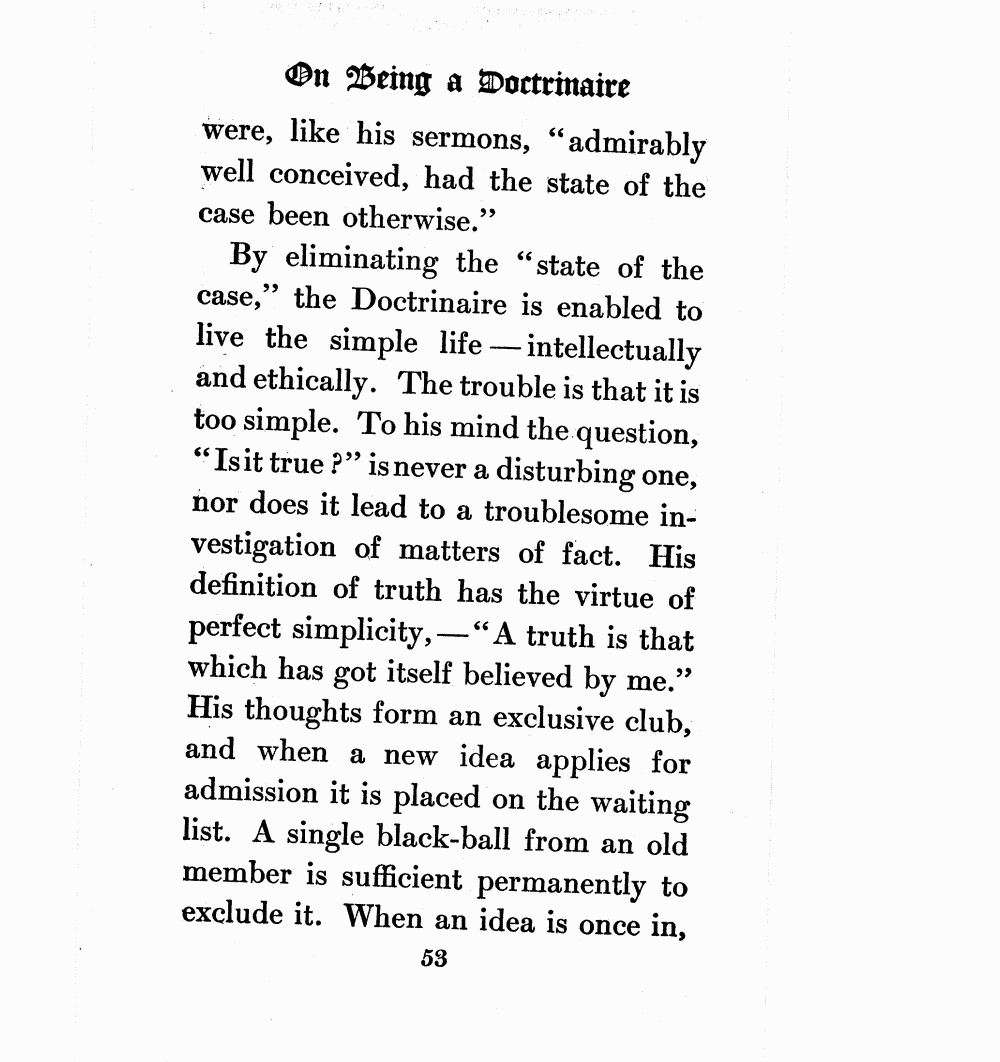 On Being a Doctrinaire
were, like his sermons, “admirably
well conceived, had the state of the
case been otherwise.”
By eliminating the “state of the
case,” the Doctrinaire is enabled to
live the simple life — intellectually
and ethically. The trouble is that it is
too simple. To his mind the question,
“Is it true?” is never a disturbing one,
nor does it lead to a troublesome in-
vestigation of matters of fact. His
definition of truth has the virtue of
perfect simplicity, — “A truth is that
which has got itself believed by me.”
His thoughts form an exclusive club,
and when a new idea applies for
admission it is placed on the waiting
list. A single black-ball from an old
member is sufficient permanently to
exclude it. When an idea is once in,
53